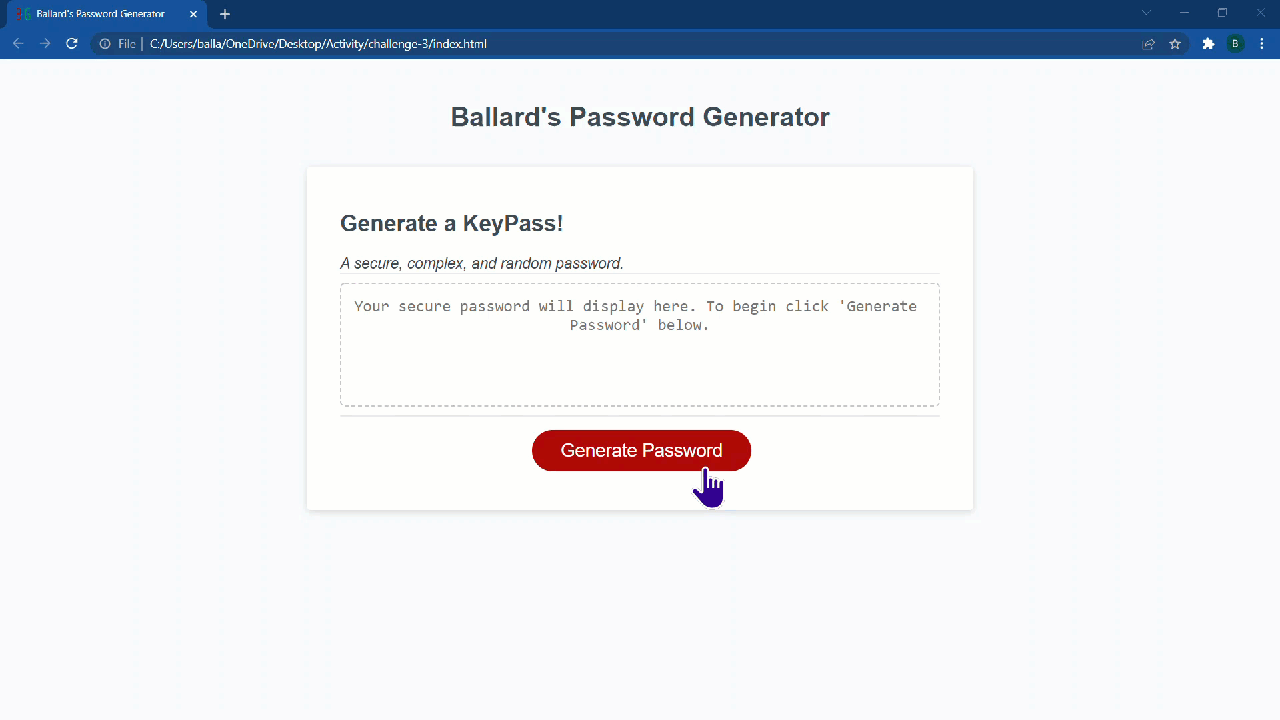 Ballard's Password Generator
File
C:/Users/balla/OneDrive/Desktop/Activity/challenge-3/index.html
B
Ballard's Password Generator
Generate a KeyPass!
A secure, complex, and random password.
Your secure password will display here. To begin click 'Generate
Password' below.
Generate Password